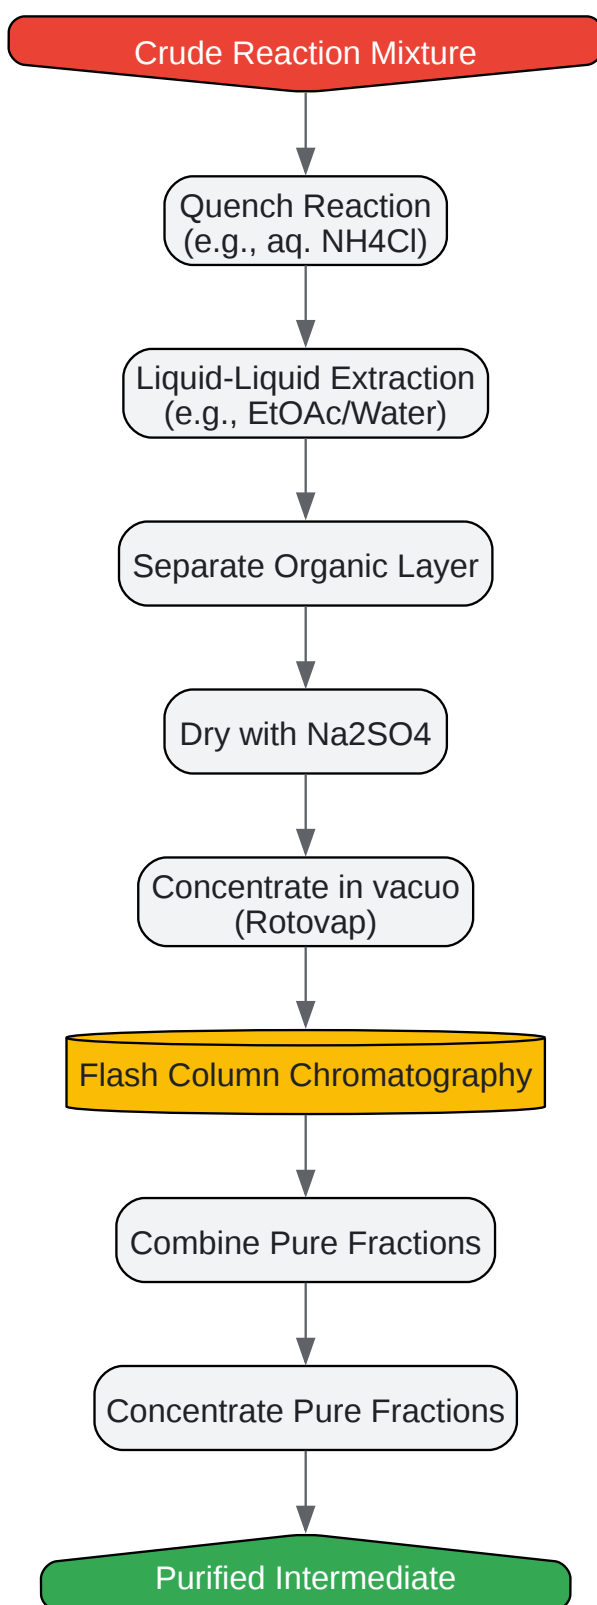 Crude Reaction Mixture
Quench Reaction
(e.g., aq. NH4Cl)
Liquid-Liquid Extraction
(e.g., EtOAc/Water)
Separate Organic Layer
Dry with Na2SO4
Concentrate in vacuo
(Rotovap)
Flash Column Chromatography
Combine Pure Fractions
Concentrate Pure Fractions
Purified Intermediate